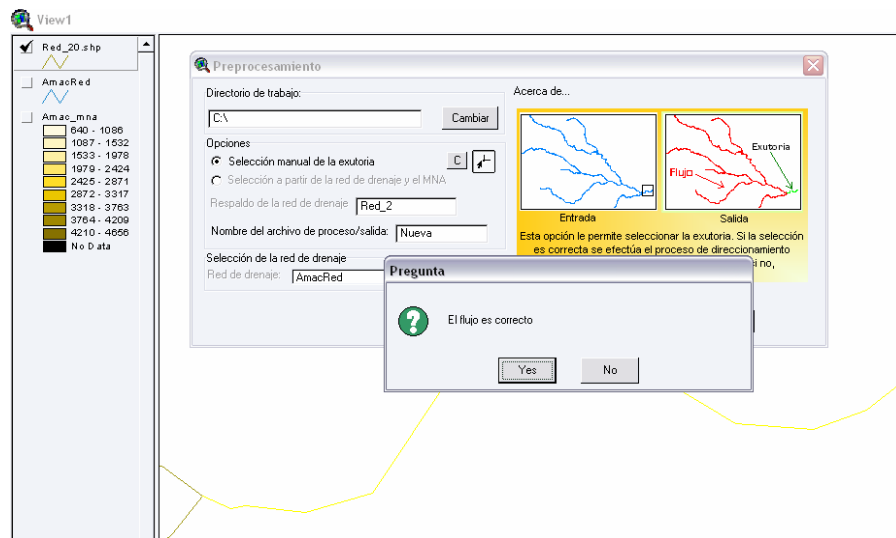 View1
Red_20.shp
AmacRed
Amac_mna
640 - 1086
1087 - 1532
1533 - 1978
1979 - 2424
2425 - 2871
2872 - 3317
3318 - 3763
3764 - 4209
4210 - 4656
No Data
Preprocesamiento
Directorio de trabajo:
C:\
Cambiar
Opciones
Selección manual de la exutoria
C
Selección a partir de la red de drenaje y el MNA
Respaldo de la red de drenaje
Red_2
Nombre del archivo de proceso/salida:
Nueva
Selección de la red de drenaje
Red de drenaje:
AmacRed
Acerca de...
Exutoria
Flujo
Entrada
Salida
Esta opción le permite seleccionar la exutoria. Si la selección
es correcta se efectúa el proceso de direccionamiento
i no,
Pregunta
El flujo es correcto
Yes
No